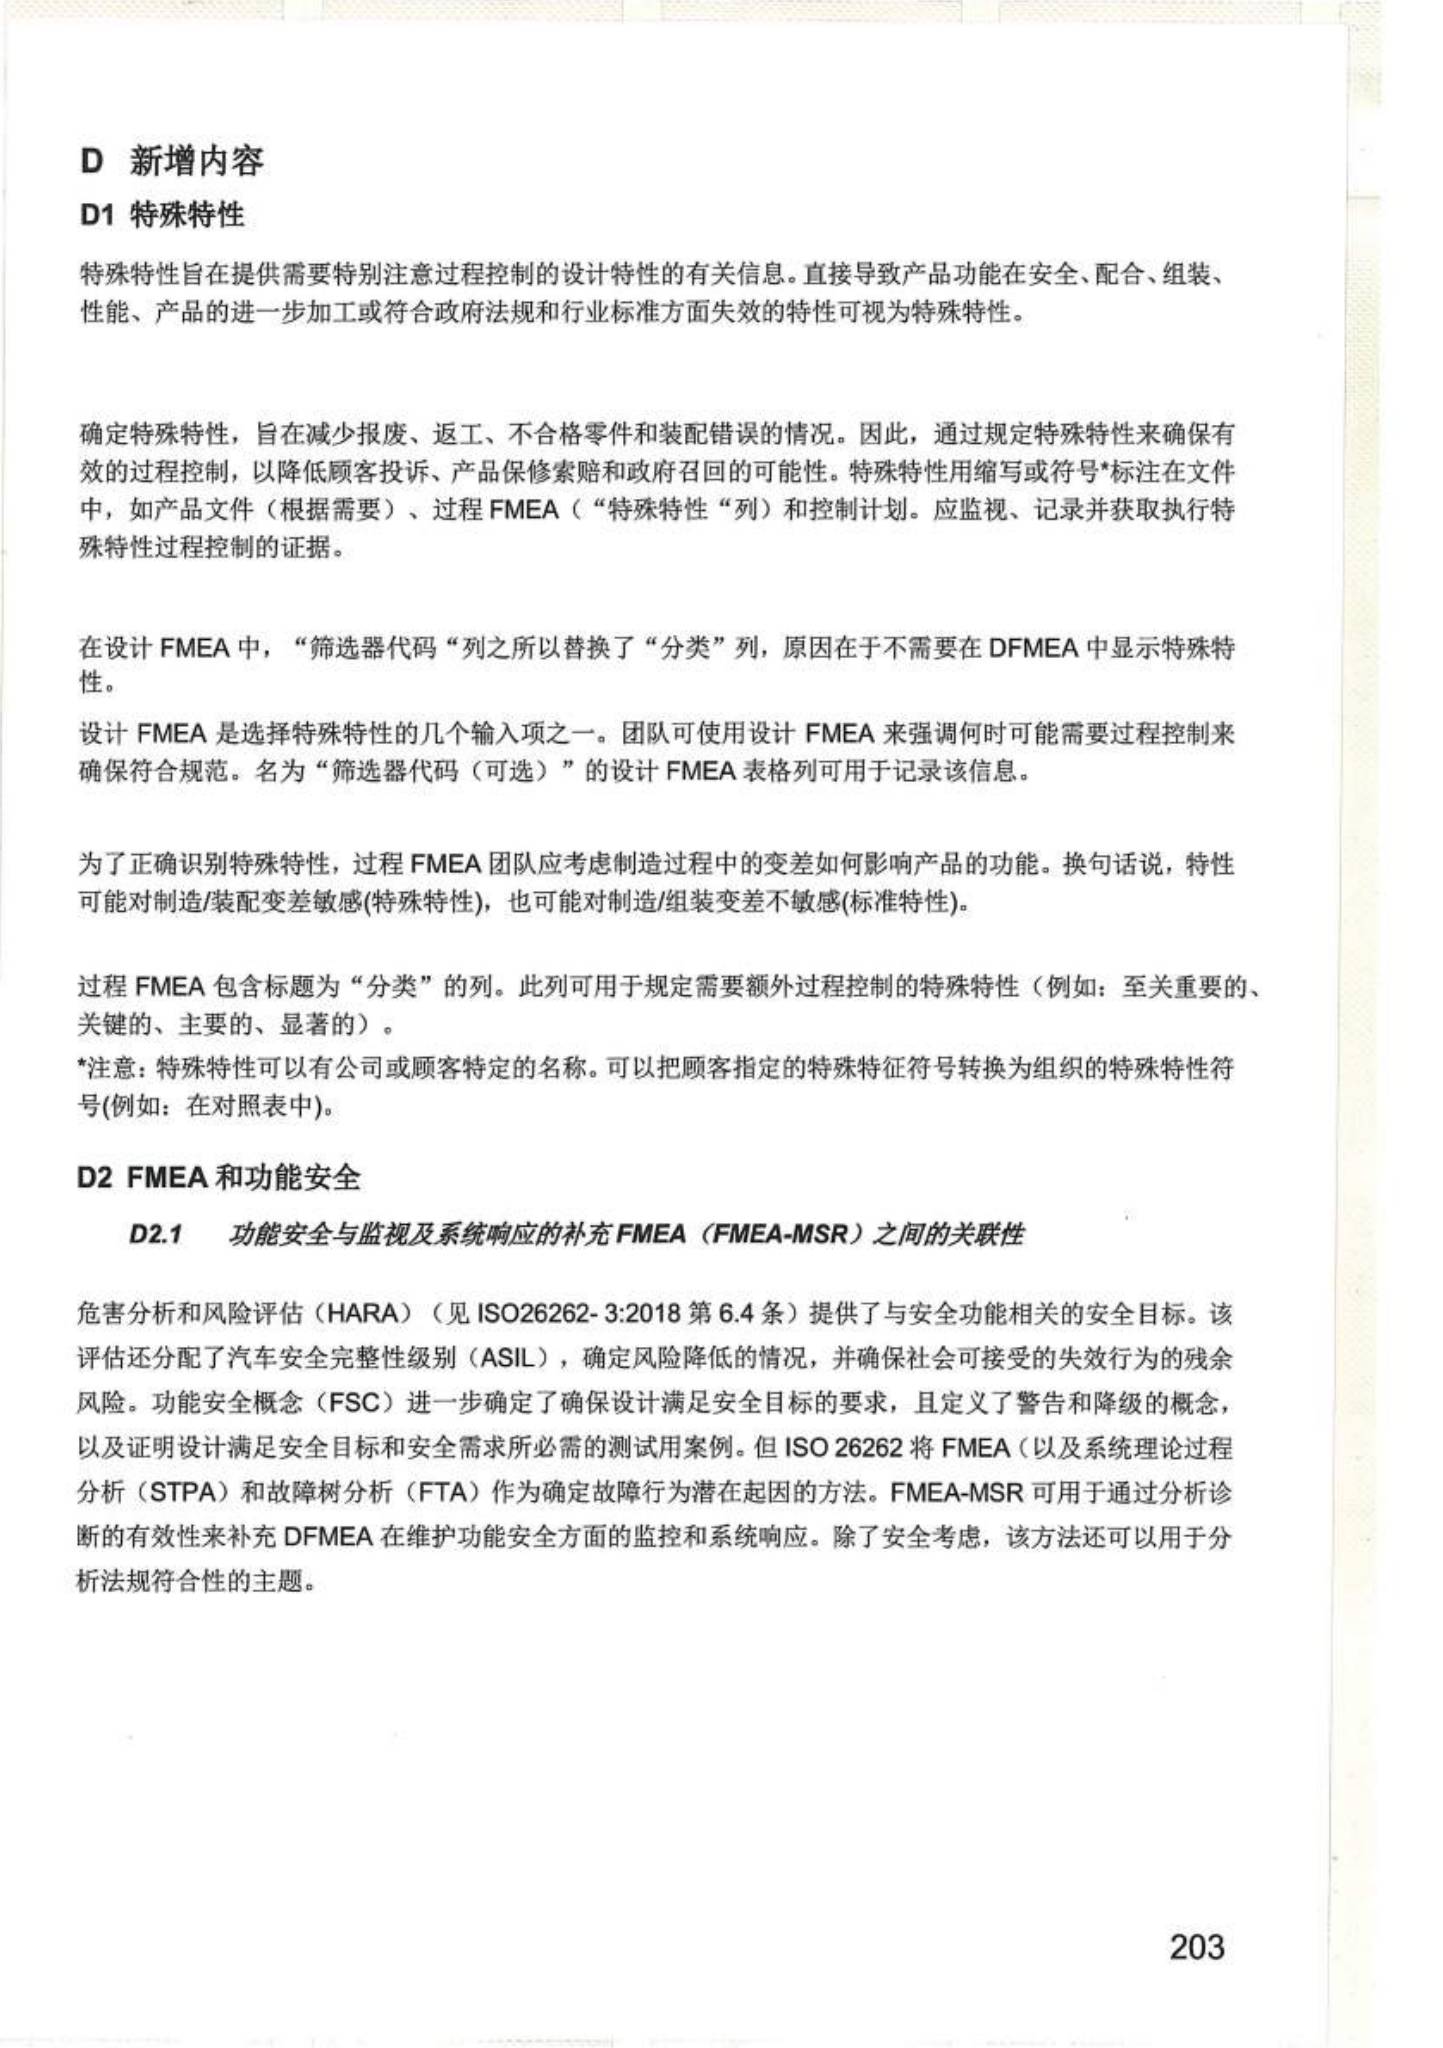 D 新增内容
D1 特殊特性
特殊特性旨在提供需要特别注意过程控制的设计特性的有关信息。直接导致产品功能在安全、配合、组装、
性能、产品的进一步加工或符合政府法规和行业标准方面失效的特性可视为特殊特性。
确定特殊特性，旨在减少报废、返工、不合格零件和装配错误的情况。因此，通过规定特殊特性来确保有
效的过程控制，以降低顾客投诉、产品保修索赔和政府召回的可能性。特殊特性用缩写或符号*标注在文件
中，如产品文件（根据需要）、过程 FMEA（“特殊特性“列）和控制计划。应监视、记录并获取执行特
殊特性过程控制的证据。
在设计 FMEA 中，“筛选器代码“列之所以替换了“分类”列，原因在于不需要在 DFMEA 中显示特殊特
性。
设计 FMEA 是选择特殊特性的几个输入项之一。团队可使用设计 FMEA 来强调何时可能需要过程控制来
确保符合规范。名为“筛选器代码（可选）”的设计 FMEA 表格列可用于记录该信息。
为了正确识别特殊特性，过程 FMEA 团队应考虑制造过程中的变差如何影响产品的功能。换句话说，特性
可能对制造/装配变差敏感(特殊特性)，也可能对制造/组装变差不敏感(标准特性)。
过程 FMEA 包含标题为“分类”的列。此列可用于规定需要额外过程控制的特殊特性（例如：至关重要的、
关键的、主要的、显著的）。
*注意：特殊特性可以有公司或顾客特定的名称。可以把顾客指定的特殊特征符号转换为组织的特殊特性符
号(例如：在对照表中)。
D2 FMEA 和功能安全
D2.1 功能安全与监视及系统响应的补充 FMEA（FMEA-MSR）之间的关联性
危害分析和风险评估（HARA）（见 ISO26262- 3:2018 第 6.4 条）提供了与安全功能相关的安全目标。该
评估还分配了汽车安全完整性级别（ASIL），确定风险降低的情况，并确保社会可接受的失效行为的残余
风险。功能安全概念（FSC）进一步确定了确保设计满足安全目标的要求，且定义了警告和降级的概念，
以及证明设计满足安全目标和安全需求所必需的测试用案例。但 ISO 26262 将 FMEA（以及系统理论过程
分析（STPA）和故障树分析（FTA）作为确定故障行为潜在起因的方法。FMEA-MSR 可用于通过分析诊
断的有效性来补充 DFMEA 在维护功能安全方面的监控和系统响应。除了安全考虑，该方法还可以用于分
析法规符合性的主题。
203